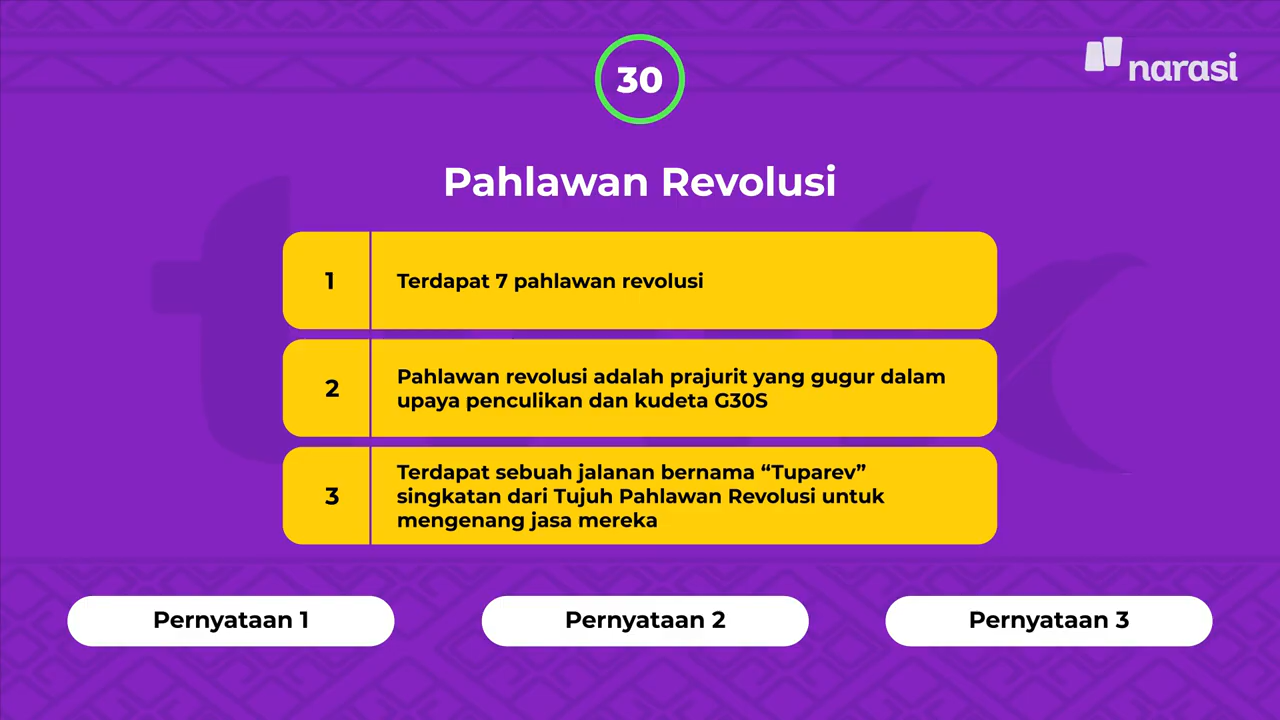 30
narasi
Pahlawan Revolusi
1
Terdapat 7 pahlawan revolusi
2
Pahlawan revolusi adalah prajurit yang gugur dalam
upaya penculikan dan kudeta G30S
3
Terdapat sebuah jalanan bernama “Tuparev”
singkatan dari Tujuh Pahlawan Revolusi untuk
mengenang jasa mereka
Pernyataan 1
Pernyataan 2
Pernyataan 3